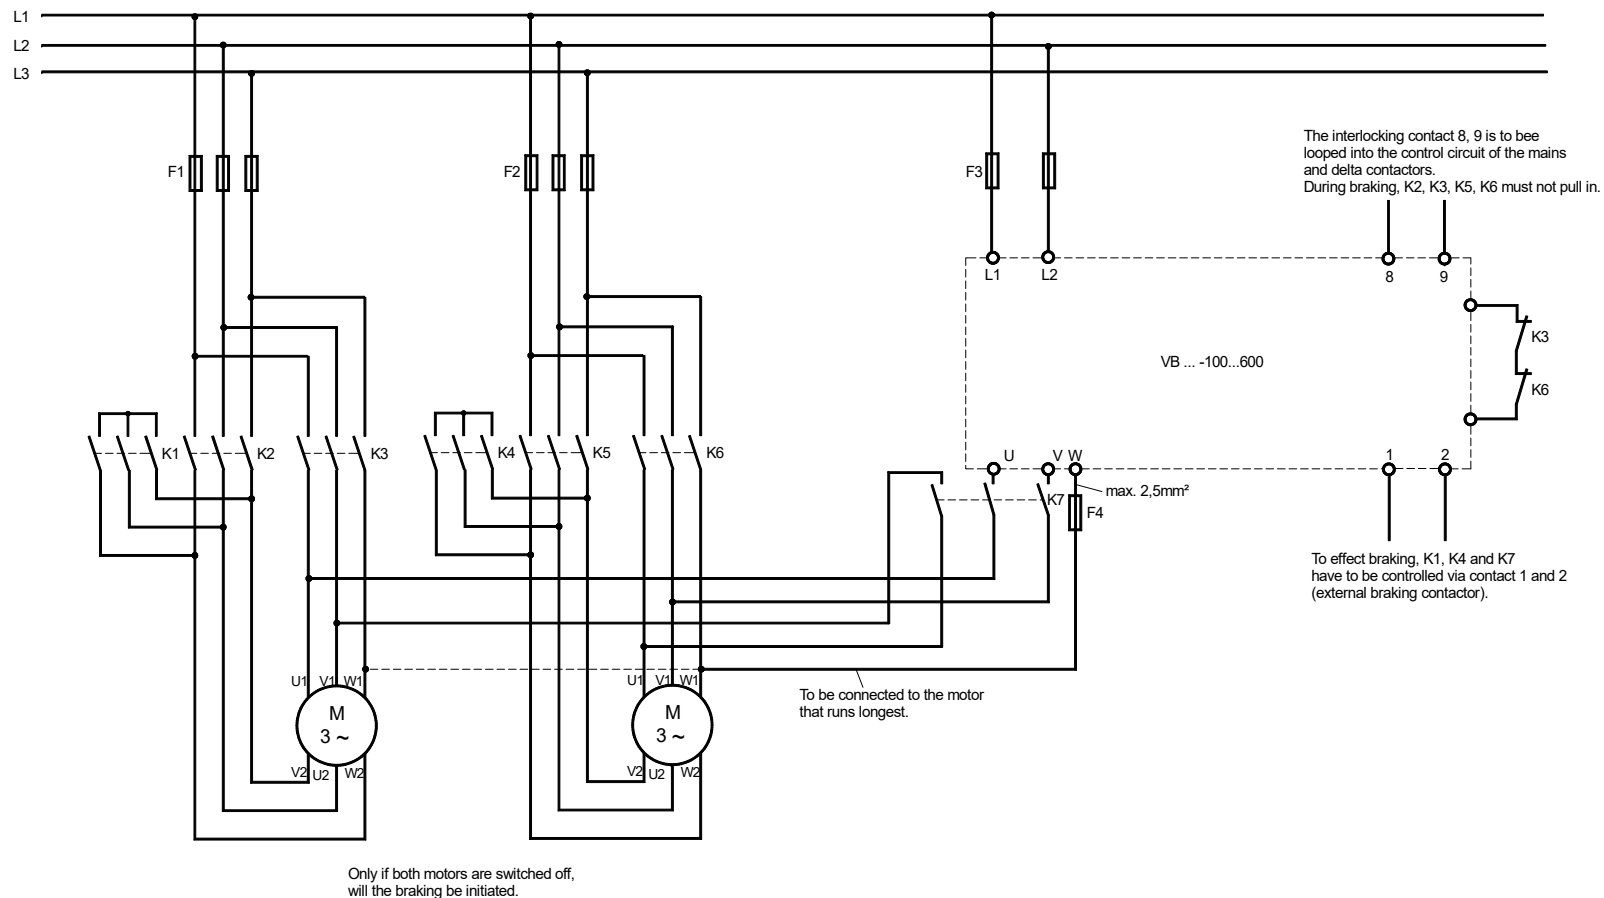 L1
L2
L3
The interlocking contact 8, 9 is to bee
looped into the control circuit of the mains
and delta contactors.
During braking, K2, K3, K5, K6 must not pull in.
F1
F2
F3
L1 L2 8 9
K3
VB ... -100...600
K6
K1 K2 K3 K4 K5 K6
U V W 1 2
K7 max. 2,5mm²
F4
To effect braking, K1, K4 and K7
have to be controlled via contact 1 and 2
(external braking contactor).
U1 V1 W1 U1 V1 W1
To be connected to the motor
that runs longest.
M M
3 ~ 3 ~
V2 U2 W2 V2 U2 W2
Only if both motors are switched off,
will the braking be initiated.